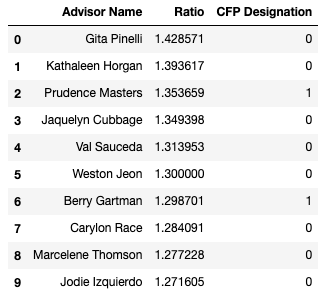 Advisor Name Ratio CFP Designation
0 Gita Pinelli 1.428571 0
1 Kathaleen Horgan 1.393617 0
2 Prudence Masters 1.353659 1
3 Jaquelyn Cubbage 1.349398 0
4 Val Sauceda 1.313953 0
5 Weston Jeon 1.300000 0
6 Berry Gartman 1.298701 1
7 Carylon Race 1.284091 0
8 Marcelene Thomson 1.277228 0
9 Jodie Izquierdo 1.271605 0